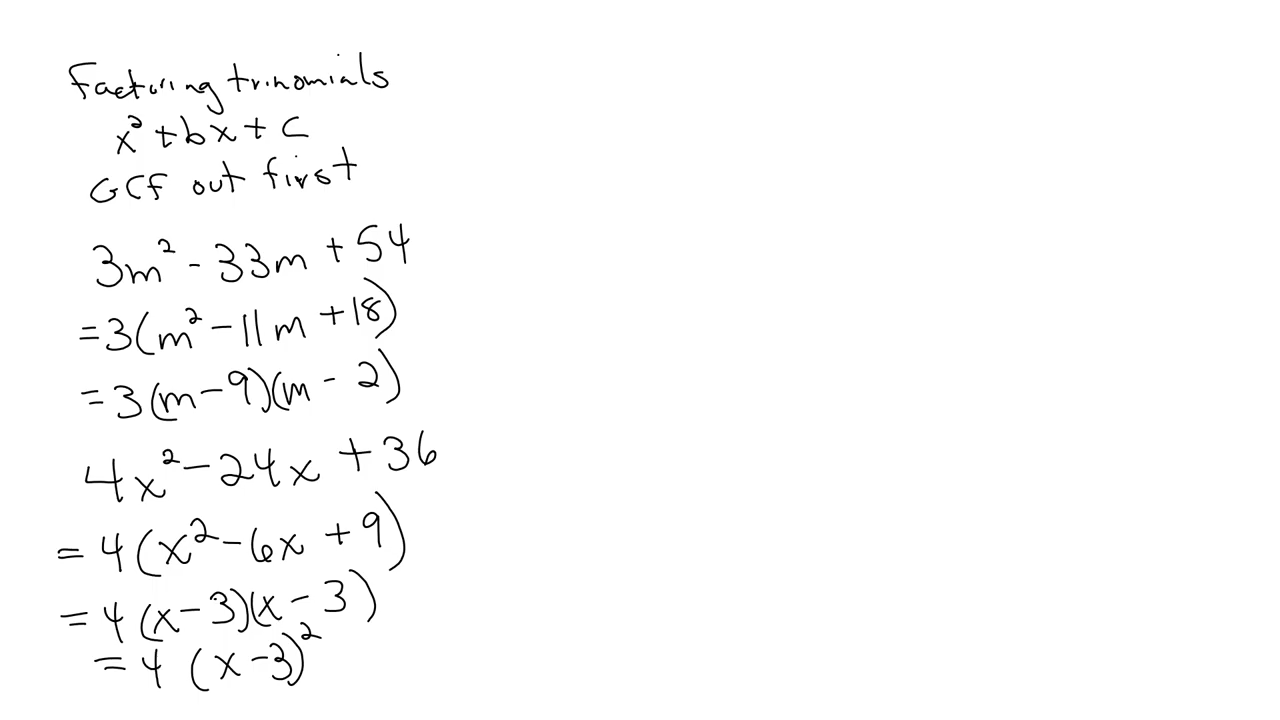 Factoring trinomials
x² + bx + c
GCF out first
3m² - 33m + 54
= 3(m² - 11m + 18)
= 3(m - 9)(m - 2)
4x² - 24x + 36
= 4(x² - 6x + 9)
= 4(x - 3)(x - 3)
= 4(x - 3)²